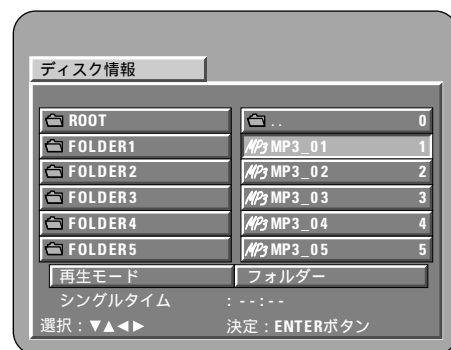 ディスク情報
ROOT
FOLDER1
FOLDER2
FOLDER3
FOLDER4
FOLDER5
.. 0
MP3 MP3_01 1
MP3 MP3_02 2
MP3 MP3_03 3
MP3 MP3_04 4
MP3 MP3_05 5
再生モード フォルダー
シングルタイム :--:--
選択:▼▲◀▶ 決定:ENTERボタン